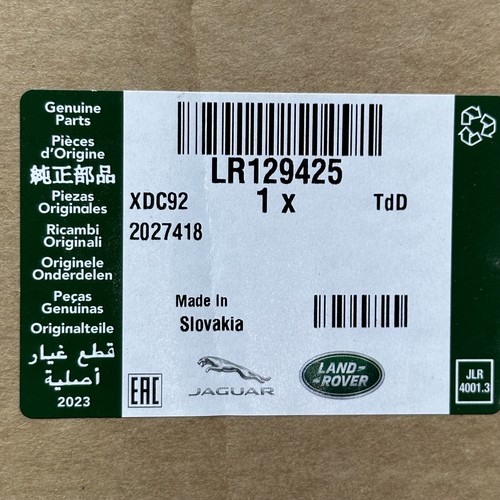 Genuine
Parts
Pièces
d'Origine
純正部品
Piezas
Originales
Ricambi
Originali
Originele
Onderdelen
Peças
Genuinas
Originalteile
قطع غيار
أصلية
2023
LR129425
XDC92
1 x
TdD
2027418
Made In
Slovakia
EAC
JAGUAR
LAND-
ROVER
JLR
4001.3